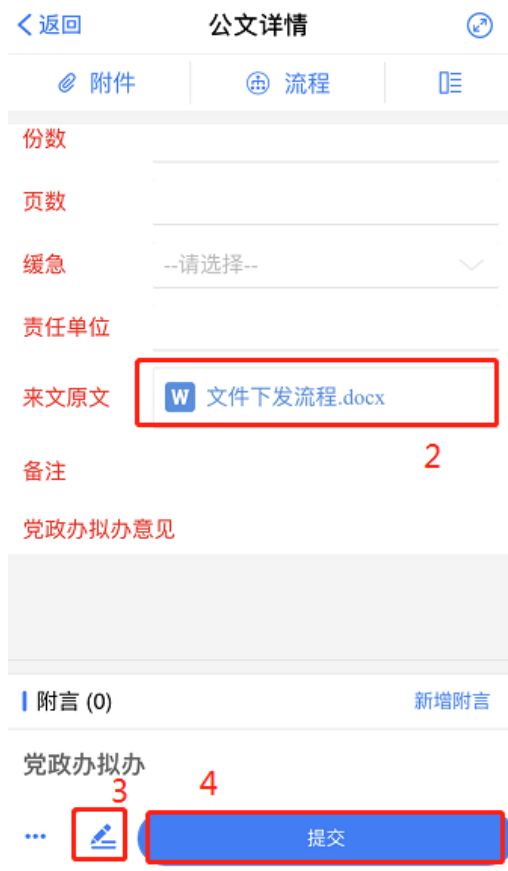 返回 公文详情
附件 流程
份数
页数
缓急 --请选择--
责任单位
来文原文 W 文件下发流程.docx
2
备注
党政办拟办意见
附言 (0) 新增附言
党政办拟办
3 4
提交